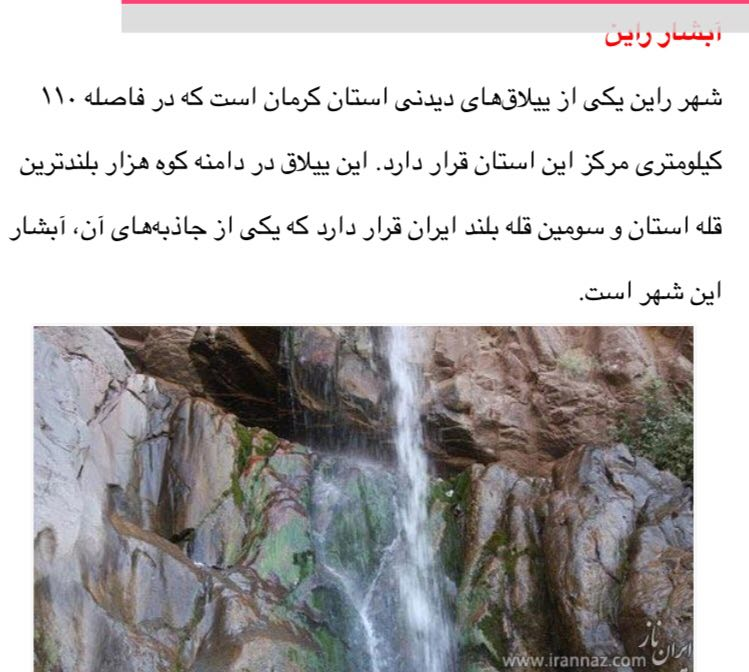 آبشار راین
شهر راین یکی از ییلاق‌های دیدنی استان کرمان است که در فاصله ۱۱۰
کیلومتری مرکز این استان قرار دارد. این ییلاق در دامنه کوه هزار بلندترین
قله استان و سومین قله بلند ایران قرار دارد که یکی از جاذبه‌های آن، آبشار
این شهر است.
ایران ناز
www.irannaz.com